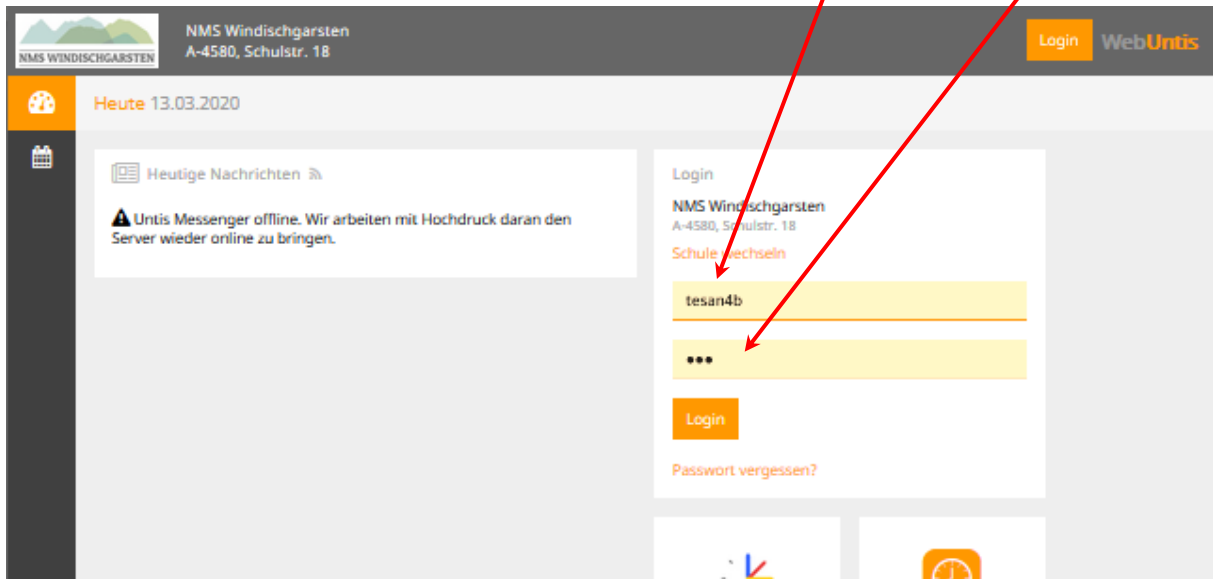 NMS WINDISCHGARSTEN
NMS Windischgarsten
A-4580, Schulstr. 18
Login
WebUntis
Heute 13.03.2020
Heutige Nachrichten
Untis Messenger offline. Wir arbeiten mit Hochdruck daran den
Server wieder online zu bringen.
Login
NMS Windischgarsten
A-4580, Schulstr. 18
Schule wechseln
tesan4b
•••
Login
Passwort vergessen?